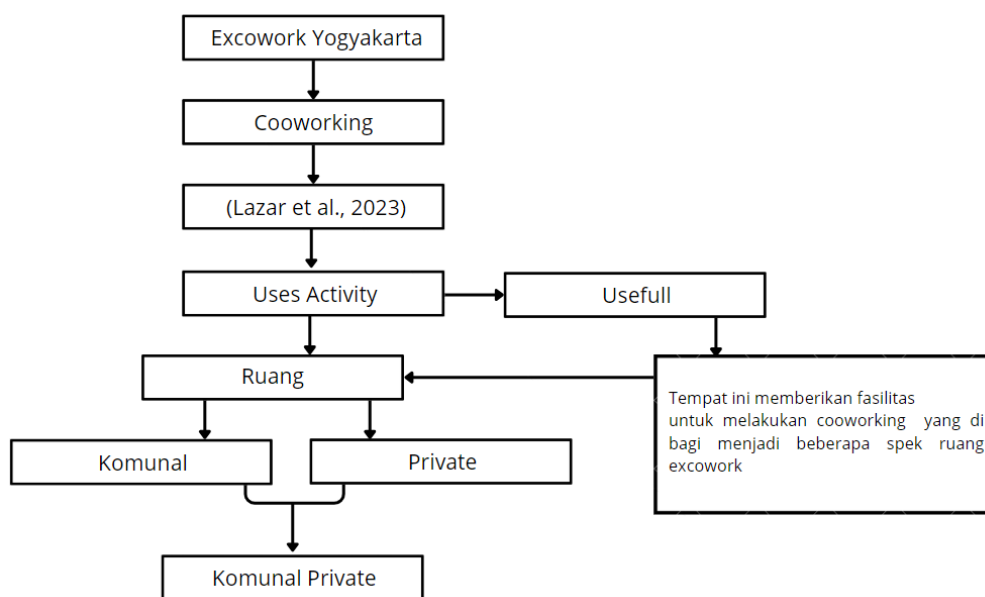 Excowork Yogyakarta
Cooworking
(Lazar et al., 2023)
Uses Activity
Usefull
Ruang
Tempat ini memberikan fasilitas
untuk melakukan cooworking yang di
bagi menjadi beberapa spek ruang
excowork
Komunal
Private
Komunal Private